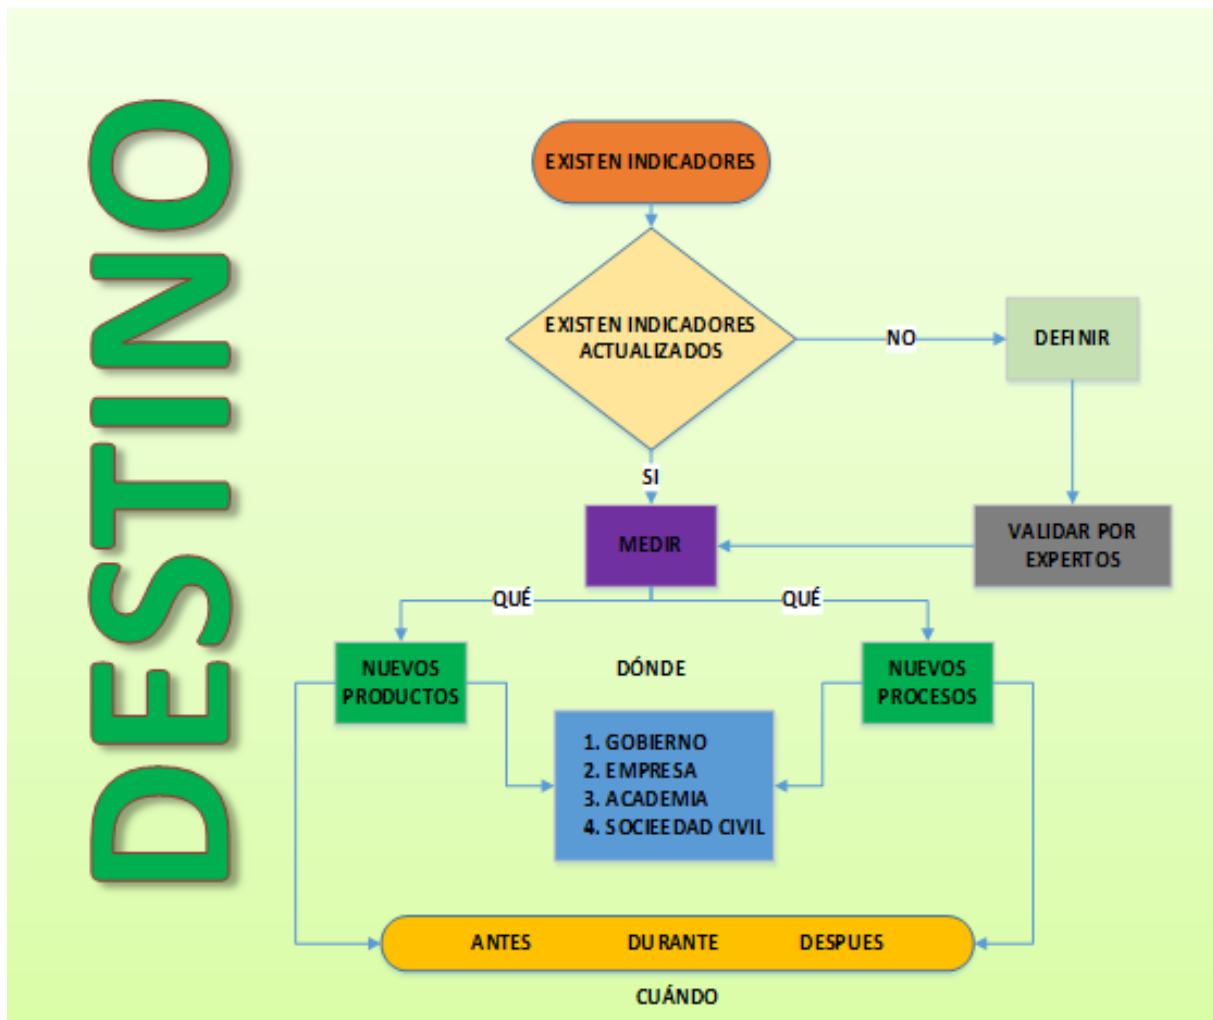 DESTINO
EXISTEN INDICADORES
EXISTEN INDICADORES
ACTUALIZADOS
NO
DEFINIR
SI
MEDIR
VALIDAR POR
EXPERTOS
QUÉ
QUÉ
NUEVOS
PRODUCTOS
DÓNDE
NUEVOS
PROCESOS
1. GOBIERNO
2. EMPRESA
3. ACADEMIA
4. SOCIEEDAD CIVIL
ANTES DURANTE DESPUES
CUÁNDO